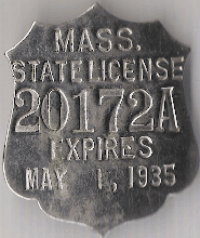 MASS.
STATE LICENSE
20172A
EXPIRES
MAY 1, 1935